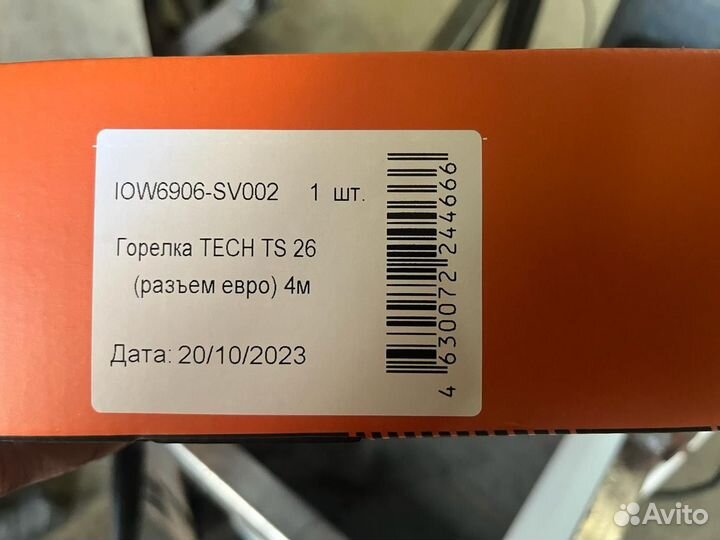 IOW6906-SV002 1 шт.
Горелка TECH TS 26
(разъем евро) 4м
Дата: 20/10/2023
4 630072 244666
Avito